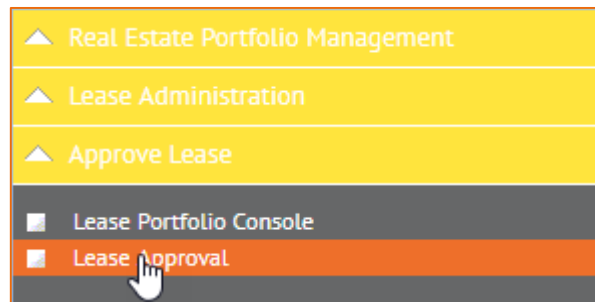 Real Estate Portfolio Management
Lease Administration
Approve Lease
Lease Portfolio Console
Lease Approval